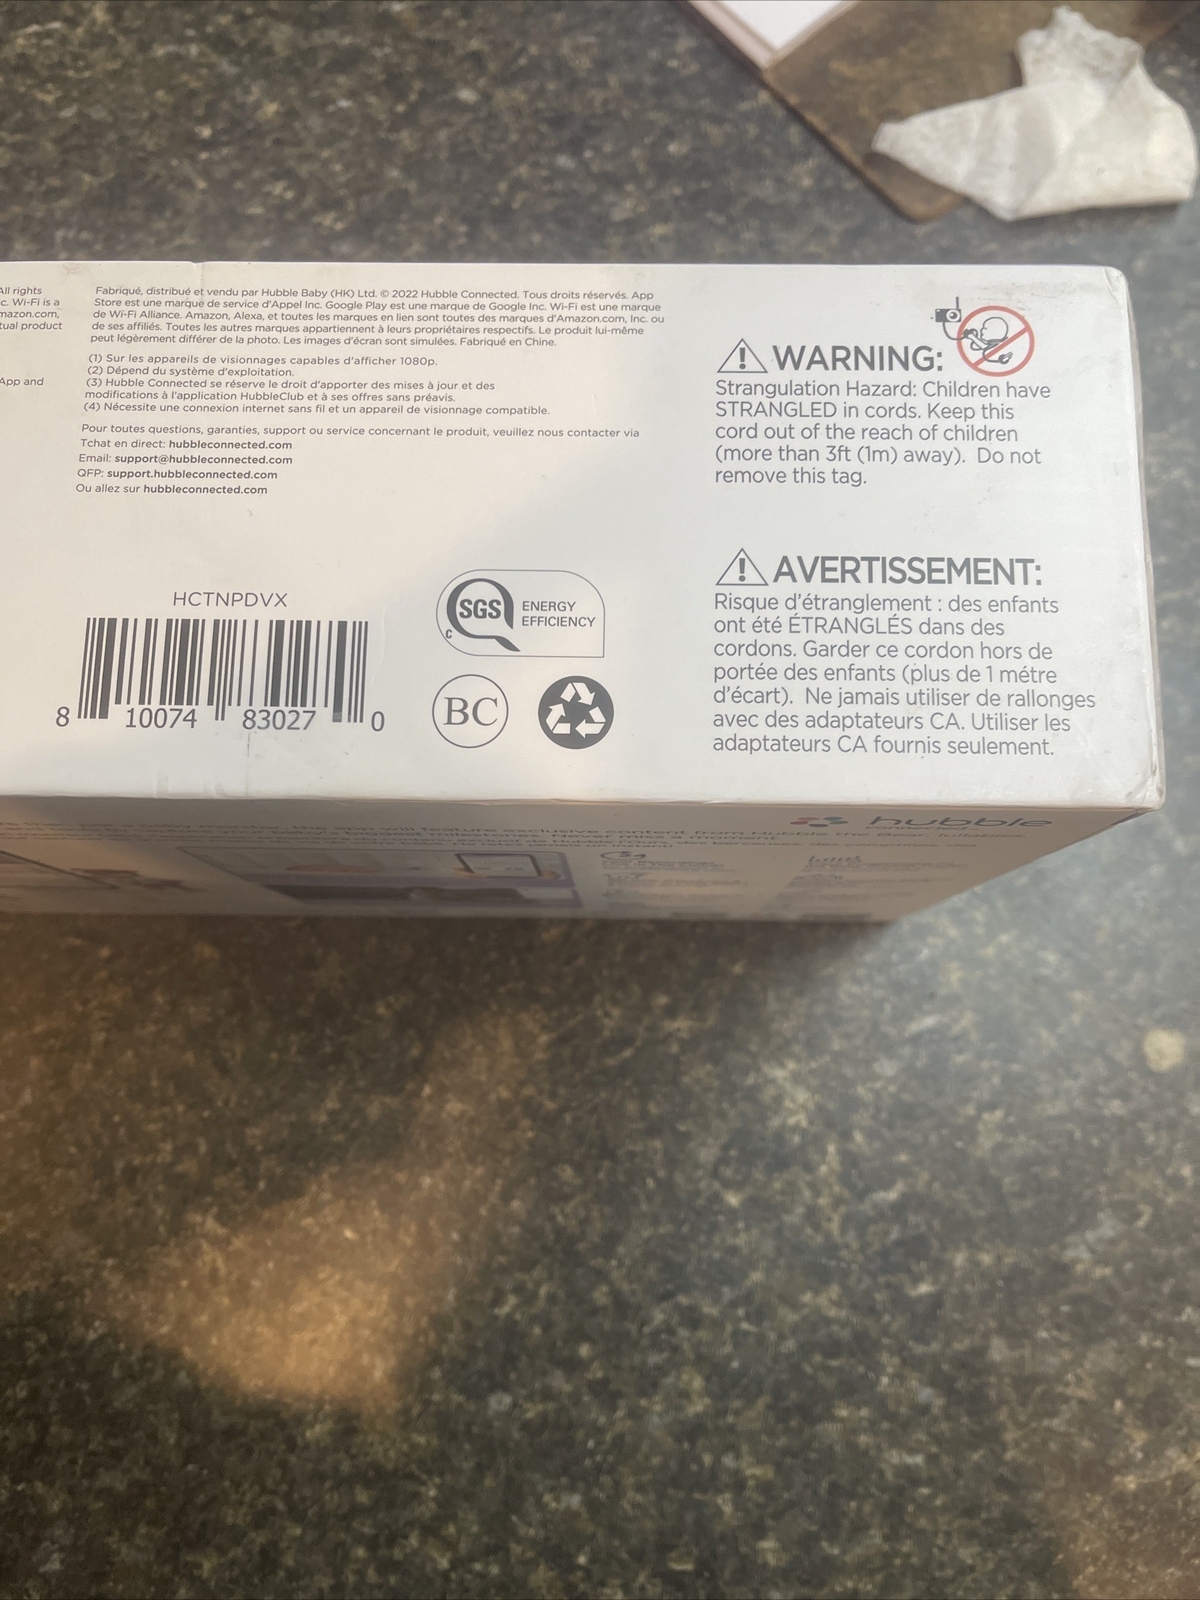 All rights
c. Wi-Fi is a
mazon.com,
tual product
App and
Fabriqué, distribué et vendu par Hubble Baby (HK) Ltd. © 2022 Hubble Connected. Tous droits réservés. App
Store est une marque de service d'Appel Inc. Google Play est une marque de Google Inc. Wi-Fi est une marque
de Wi-Fi Alliance. Amazon, Alexa, et toutes les marques en lien sont toutes des marques d'Amazon.com, Inc. ou
de ses affiliés. Toutes les autres marques appartiennent à leurs propriétaires respectifs. Le produit lui-même
peut légèrement différer de la photo. Les images d'écran sont simulées. Fabriqué en Chine.
(1) Sur les appareils de visionnages capables d'afficher 1080p.
(2) Dépend du système d'exploitation.
(3) Hubble Connected se réserve le droit d'apporter des mises à jour et des
modifications à l'application HubbleClub et à ses offres sans préavis.
(4) Nécessite une connexion internet sans fil et un appareil de visionnage compatible.
Pour toutes questions, garanties, support ou service concernant le produit, veuillez nous contacter via
Tchat en direct: hubbleconnected.com
Email: support@hubbleconnected.com
QFP: support.hubbleconnected.com
Ou allez sur hubbleconnected.com
HCTNPDVX
8 10074 83027 0
SGS
C
ENERGY
EFFICIENCY
BC
WARNING:
Strangulation Hazard: Children have
STRANGLED in cords. Keep this
cord out of the reach of children
(more than 3ft (1m) away). Do not
remove this tag.
AVERTISSEMENT:
Risque d'étranglement : des enfants
ont été ÉTRANGLÉS dans des
cordons. Garder ce cordon hors de
portée des enfants (plus de 1 métre
d'écart). Ne jamais utiliser de rallonges
avec des adaptateurs CA. Utiliser les
adaptateurs CA fournis seulement.
hubble
connected
the app will feature exclusive content from Hubble